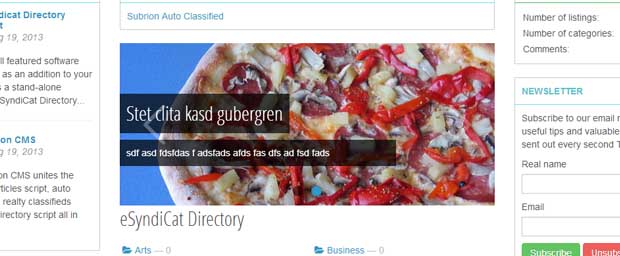 dicat Directory
t
g 19, 2013
ll featured software
as an addition to your
s a stand-alone
SyndiCat Directory...
on CMS
g 19, 2013
on CMS unites the
rticles script, auto
realty classifieds
irectory script all in
Subrion Auto Classified
Stet clita kasd gubergren
sdf asd fdsfdas f adsfads afds fas dfs ad fsd fads
eSyndiCat Directory
Arts — 0
Business — 0
Number of listings:
Number of categories:
Comments:
NEWSLETTER
Subscribe to our email n
useful tips and valuable
sent out every second T
Real name
Email
Subscribe
Unsubs